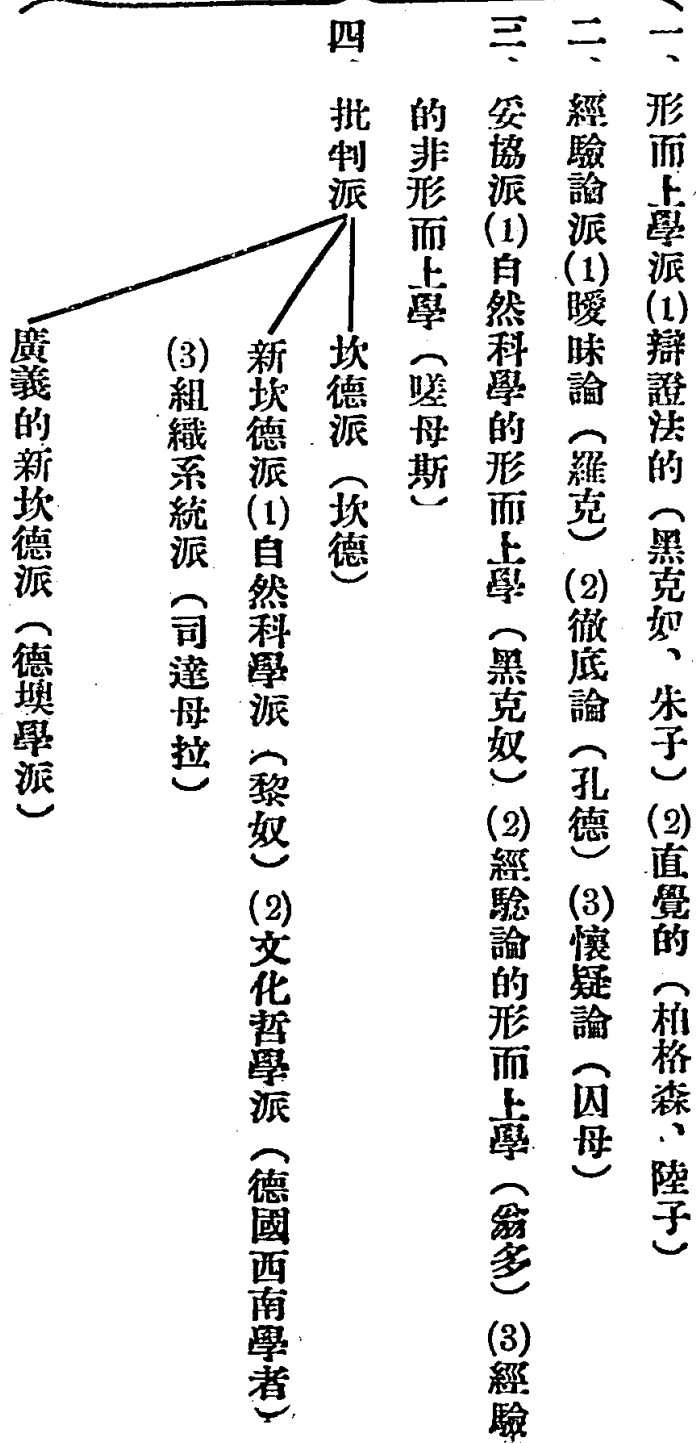 一、形而上學派(1)辯證法的(黑克奴、朱子)(2)直覺的(柏格森、陸子)
二、經驗論派(1)曖昧論(羅克)(2)徹底論(孔德)(3)懷疑論(囚母)
三、妥協派(1)自然科學的形而上學(黑克奴)(2)經驗論的形而上學(翁多)(3)經驗
的非形而上學(嗟母斯)
四、批判派
坎德派(坎德)
新坎德派(1)自然科學派(黎奴)(2)文化哲學派(德國西南學者)
(3)組織系統派(司達母拉)
廣義的新坎德派(德墺學派)